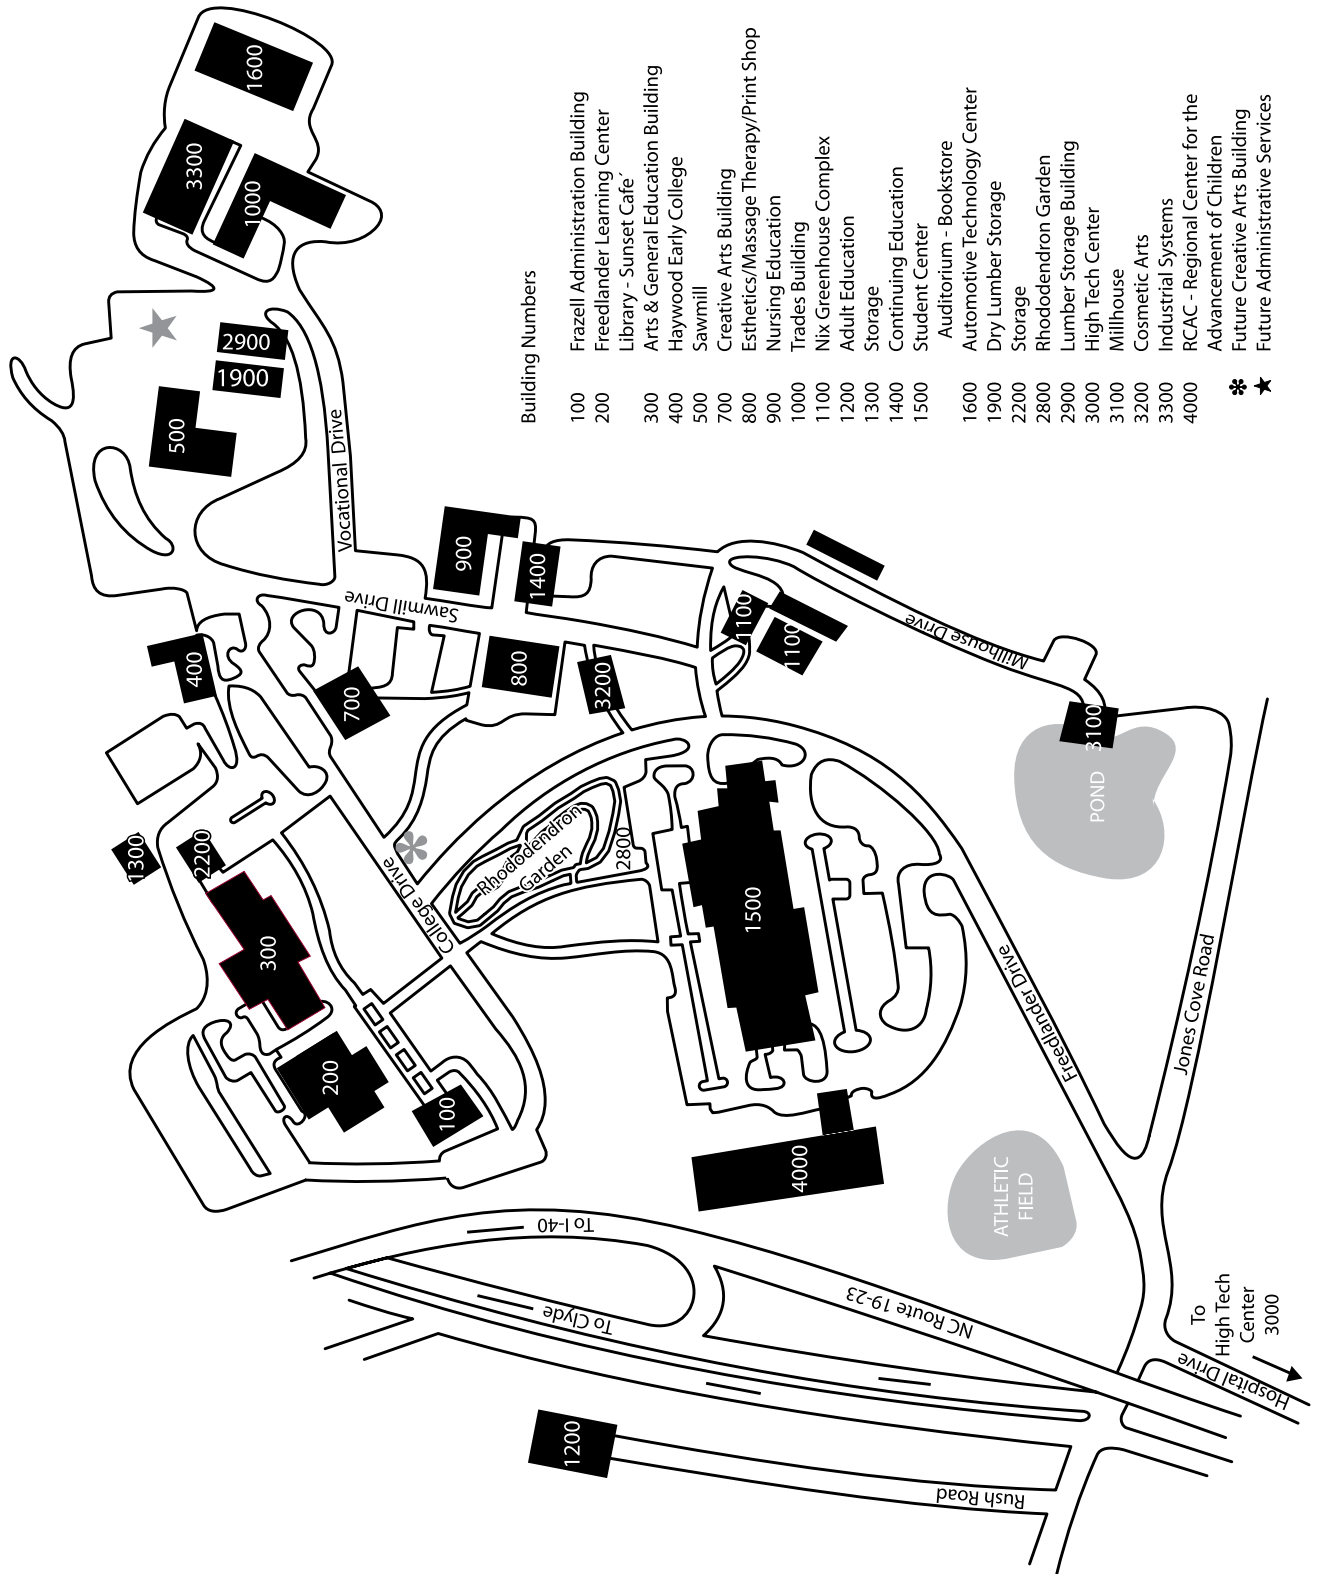 Building Numbers
100 Frazell Administration Building
200 Freedlander Learning Center
Library - Sunset Cafe´
300 Arts & General Education Building
400 Haywood Early College
500 Sawmill
700 Creative Arts Building
800 Esthetics/Massage Therapy/Print Shop
900 Nursing Education
1000 Trades Building
1100 Nix Greenhouse Complex
1200 Adult Education
1300 Storage
1400 Continuing Education
1500 Student Center
Auditorium - Bookstore
1600 Automotive Technology Center
1900 Dry Lumber Storage
2200 Storage
2800 Rhododendron Garden
2900 Lumber Storage Building
3000 High Tech Center
3100 Millhouse
3200 Cosmetic Arts
3300 Industrial Systems
4000 RCAC - Regional Center for the
Advancement of Children
✻ Future Creative Arts Building
★ Future Administrative Services
1600
3300
1000
2900
1900
500
Vocational Drive
900
1400
Sawmill Drive
400
700
800
3200
1100
1100
Millhouse Drive
3100
POND
1300
2200
300
200
100
College Drive
Rhododendron
Garden
2800
1500
Freedlander Drive
Jones Cove Road
4000
ATHLETIC
FIELD
To I-40
To Clyde
NC Route 19-23
To
High Tech
Center
3000
Hospital Drive
1200
Rush Road